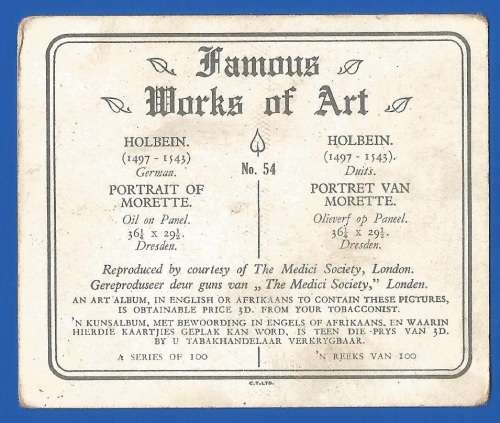 Famous
Works of Art
HOLBEIN.
(1497 - 1543)
German.
PORTRAIT OF
MORETTE.
Oil on Panel.
36¼ x 29½.
Dresden.
No. 54
HOLBEIN.
(1497 - 1543).
Duits.
PORTRET VAN
MORETTE.
Olieverf op Paneel.
36¼ x 29½.
Dresden.
Reproduced by courtesy of The Medici Society, London.
Gereproduseer deur guns van „The Medici Society,” Londen.
AN ART ALBUM, IN ENGLISH OR AFRIKAANS TO CONTAIN THESE PICTURES,
IS OBTAINABLE PRICE 3D. FROM YOUR TOBACCONIST.
'N KUNSALBUM, MET BEWOORDING IN ENGELS OF AFRIKAANS, EN WAARIN
HIERDIE KAARTJIES GEPLAK KAN WORD, IS TEEN DIE PRYS VAN 3D.
BY U TABAKHANDELAAR VERKRYGBAAR.
A SERIES OF 100
'N REEKS VAN 100
C.T. LTD.